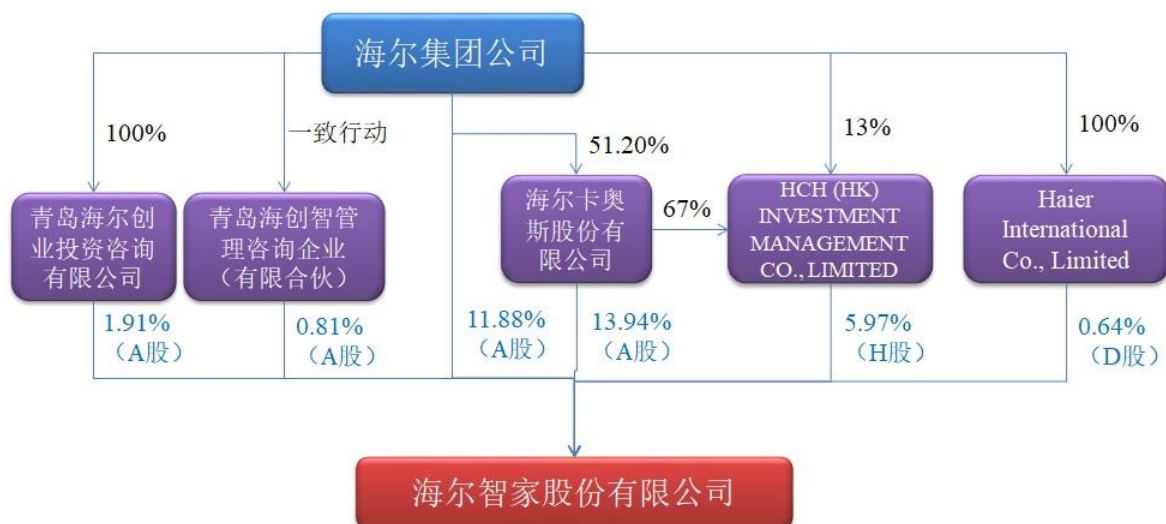 海尔集团公司
100%
一致行动
51.20%
13%
100%
67%
青岛海尔创
业投资咨询
有限公司
青岛海创智管
理咨询企业
（有限合伙）
海尔卡奥
斯股份有
限公司
HCH (HK)
INVESTMENT
MANAGEMENT
CO., LIMITED
Haier
International
Co., Limited
1.91%
（A股）
0.81%
（A股）
11.88%
（A股）
13.94%
（A股）
5.97%
（H股）
0.64%
（D股）
海尔智家股份有限公司